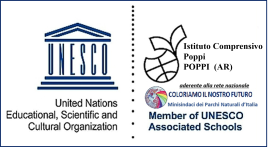 UNESCO
United Nations
Educational, Scientific and
Cultural Organization
Istituto Comprensivo
Poppi
POPPI (AR)
aderente alla rete nazionale
COLORIAMO IL NOSTRO FUTURO
Minisindaci dei Parchi Naturali d'Italia
Member of UNESCO
Associated Schools